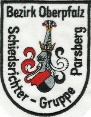 Bezirk Oberpfalz
Schiedsrichter - Gruppe
Parsberg